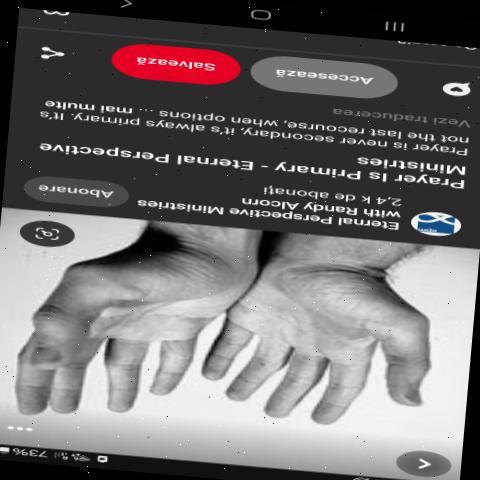 73%
Eternal Perspective Ministries
with Randy Alcorn
2,4 k de abonați
Abonare
Prayer Is Primary - Eternal Perspective
Ministries
Prayer is never secondary, it's always primary. It's
not the last recourse, when options ... mai multe
Vezi traducerea
Accesează
Salvează